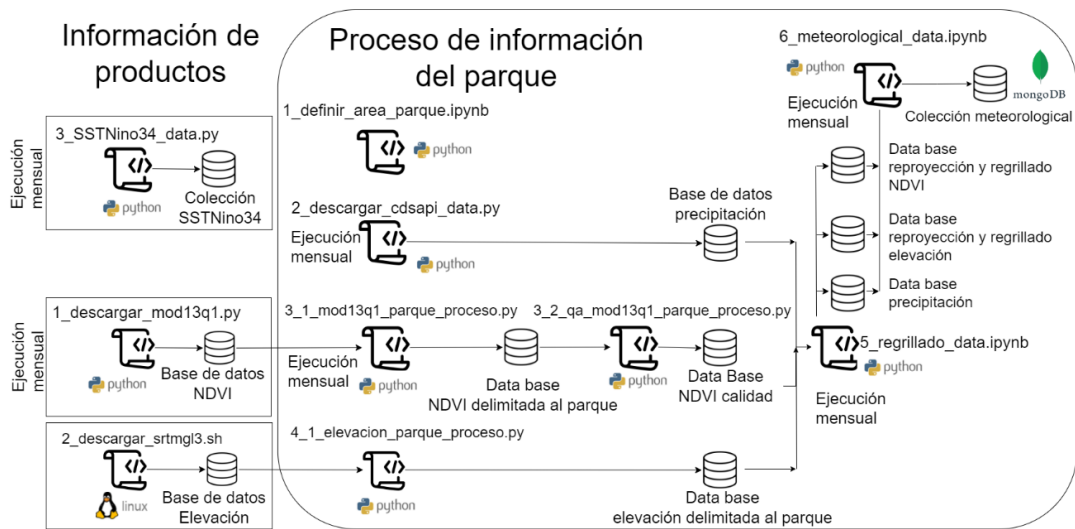 Información de
productos
Proceso de información
del parque
6_meteorological_data.ipynb
python
mongoDB
Ejecución
mensual
Colección meteorológical
1_definir_area_parque.ipynb
</>
python
3_SSTNino34_data.py
Ejecución
mensual
</>
python
Colección
SSTNino34
2_descargar_cdsapi_data.py
Ejecución
mensual
</>
python
Base de datos
precipitación
</>
Data base
reproyección y regrillado
NDVI
Data base
reproyección y regrillado
elevación
Data base
precipitación
1_descargar_mod13q1.py
Ejecución
mensual
</>
python
Base de datos
NDVI
3_1_mod13q1_parque_proceso.py
Ejecución
mensual
</>
python
Data base
NDVI delimitada al parque
3_2_qa_mod13q1_parque_proceso.py
</>
python
Data Base
NDVI calidad
</>
5_regrillado_data.ipynb
python
Ejecución
mensual
2_descargar_srtmgl3.sh
</>
linux
Base de datos
Elevación
4_1_elevacion_parque_proceso.py
</>
python
Data base
elevación delimitada al parque